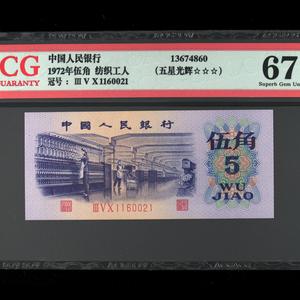 CG
GUARANTY
中国人民银行
1972年伍角 纺织工人
冠号：ⅢⅤⅩ1160021
13674860
（五星光辉☆☆☆）
67
Superb Gem Un
中国人民银行
伍角
5
WU
JIAO
ⅢⅤⅩ1160021